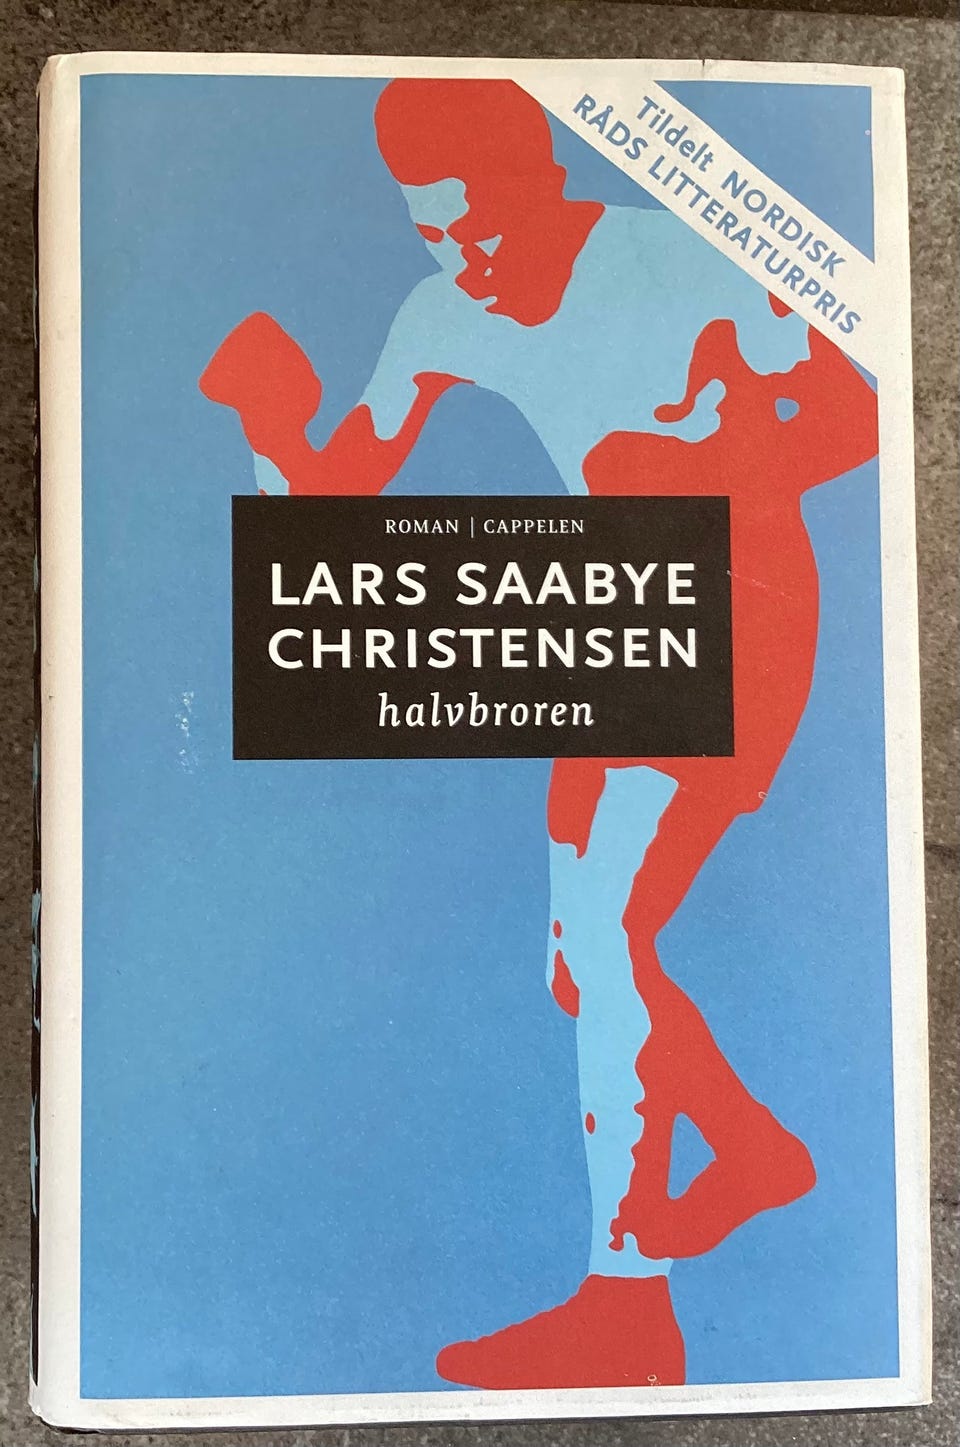 Tildelt NORDISK
RÅDS LITTERATURPRIS
ROMAN | CAPPELEN
LARS SAABYE
CHRISTENSEN
halvbroren